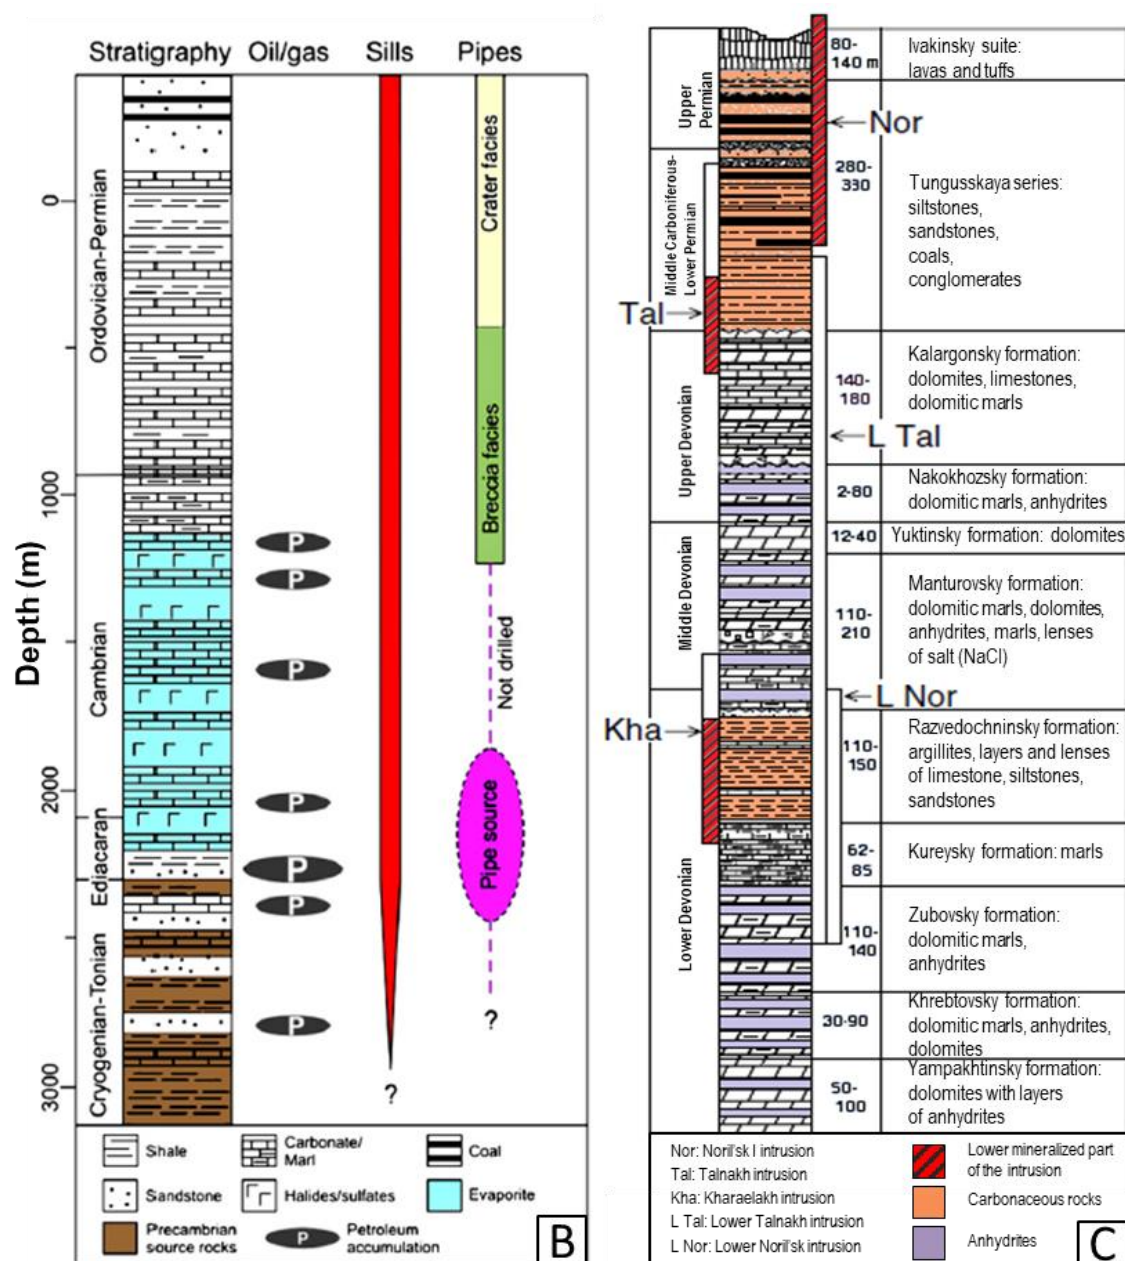 Stratigraphy Oil/gas Sills Pipes
Depth (m)
0
1000
2000
3000
Ordovician-Permian
Cambrian
Ediacaran
Cryogenian-Tonian
P
P
P
P
P
P
P
?
Crater facies
Breccia facies
Not drilled
Pipe source
?
Shale
Carbonate/
Marl
Coal
Sandstone
Halides/sulfates
Evaporite
Precambrian
source rocks
P
Petroleum
accumulation
B
Upper
Permian
Middle Carboniferous-
Lower Permian
Upper Devonian
Middle Devonian
Lower Devonian
Tal
Kha
Nor
L Tal
L Nor
80-
140 m
Ivakinsky suite:
lavas and tuffs
280-
330
Tungusskaya series:
siltstones,
sandstones,
coals,
conglomerates
140-
180
Kalargonsky formation:
dolomites, limestones,
dolomitic marls
2-80
Nakokhozsky formation:
dolomitic marls, anhydrites
12-40
Yuktinsky formation: dolomites
110-
210
Manturovsky formation:
dolomitic marls, dolomites,
anhydrites, marls, lenses
of salt (NaCl)
110-
150
Razvedochninsky formation:
argillites, layers and lenses
of limestone, siltstones,
sandstones
62-
85
Kureysky formation: marls
110-
140
Zubovsky formation:
dolomitic marls,
anhydrites
30-90
Khrebtovsky formation:
dolomitic marls, anhydrites,
dolomites
50-
100
Yampakhtinsky formation:
dolomites with layers
of anhydrites
Nor: Noril'sk I intrusion
Tal: Talnakh intrusion
Kha: Kharaelakh intrusion
L Tal: Lower Talnakh intrusion
L Nor: Lower Noril'sk intrusion
Lower mineralized part
of the intrusion
Carbonaceous rocks
Anhydrites
C